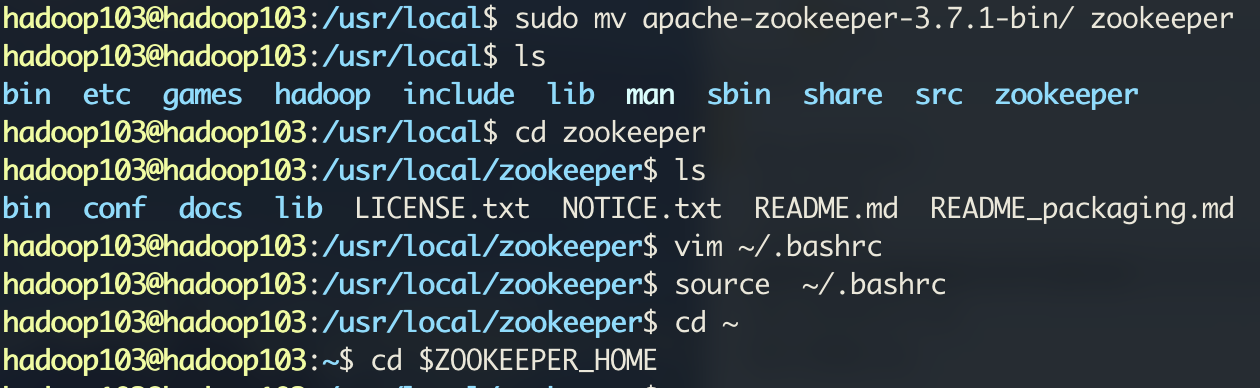 hadoop103@hadoop103:/usr/local$ sudo mv apache-zookeeper-3.7.1-bin/ zookeeper
hadoop103@hadoop103:/usr/local$ ls
bin  etc  games  hadoop  include  lib  man  sbin  share  src  zookeeper
hadoop103@hadoop103:/usr/local$ cd zookeeper
hadoop103@hadoop103:/usr/local/zookeeper$ ls
bin  conf  docs  lib  LICENSE.txt  NOTICE.txt  README.md  README_packaging.md
hadoop103@hadoop103:/usr/local/zookeeper$ vim ~/.bashrc
hadoop103@hadoop103:/usr/local/zookeeper$ source  ~/.bashrc
hadoop103@hadoop103:/usr/local/zookeeper$ cd ~
hadoop103@hadoop103:~$ cd $ZOOKEEPER_HOME